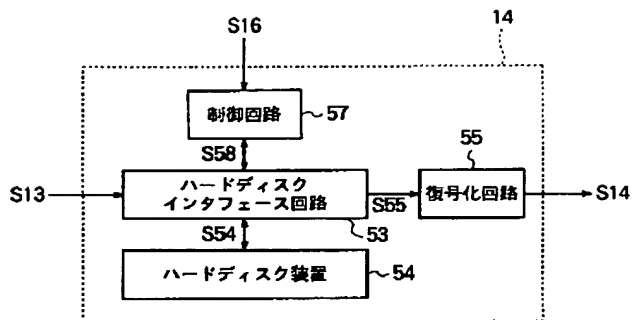 S16
14
制御回路
57
S58
55
S13
ハードディスク
インタフェース回路
S55
復号化回路
S14
S54
53
ハードディスク装置
54